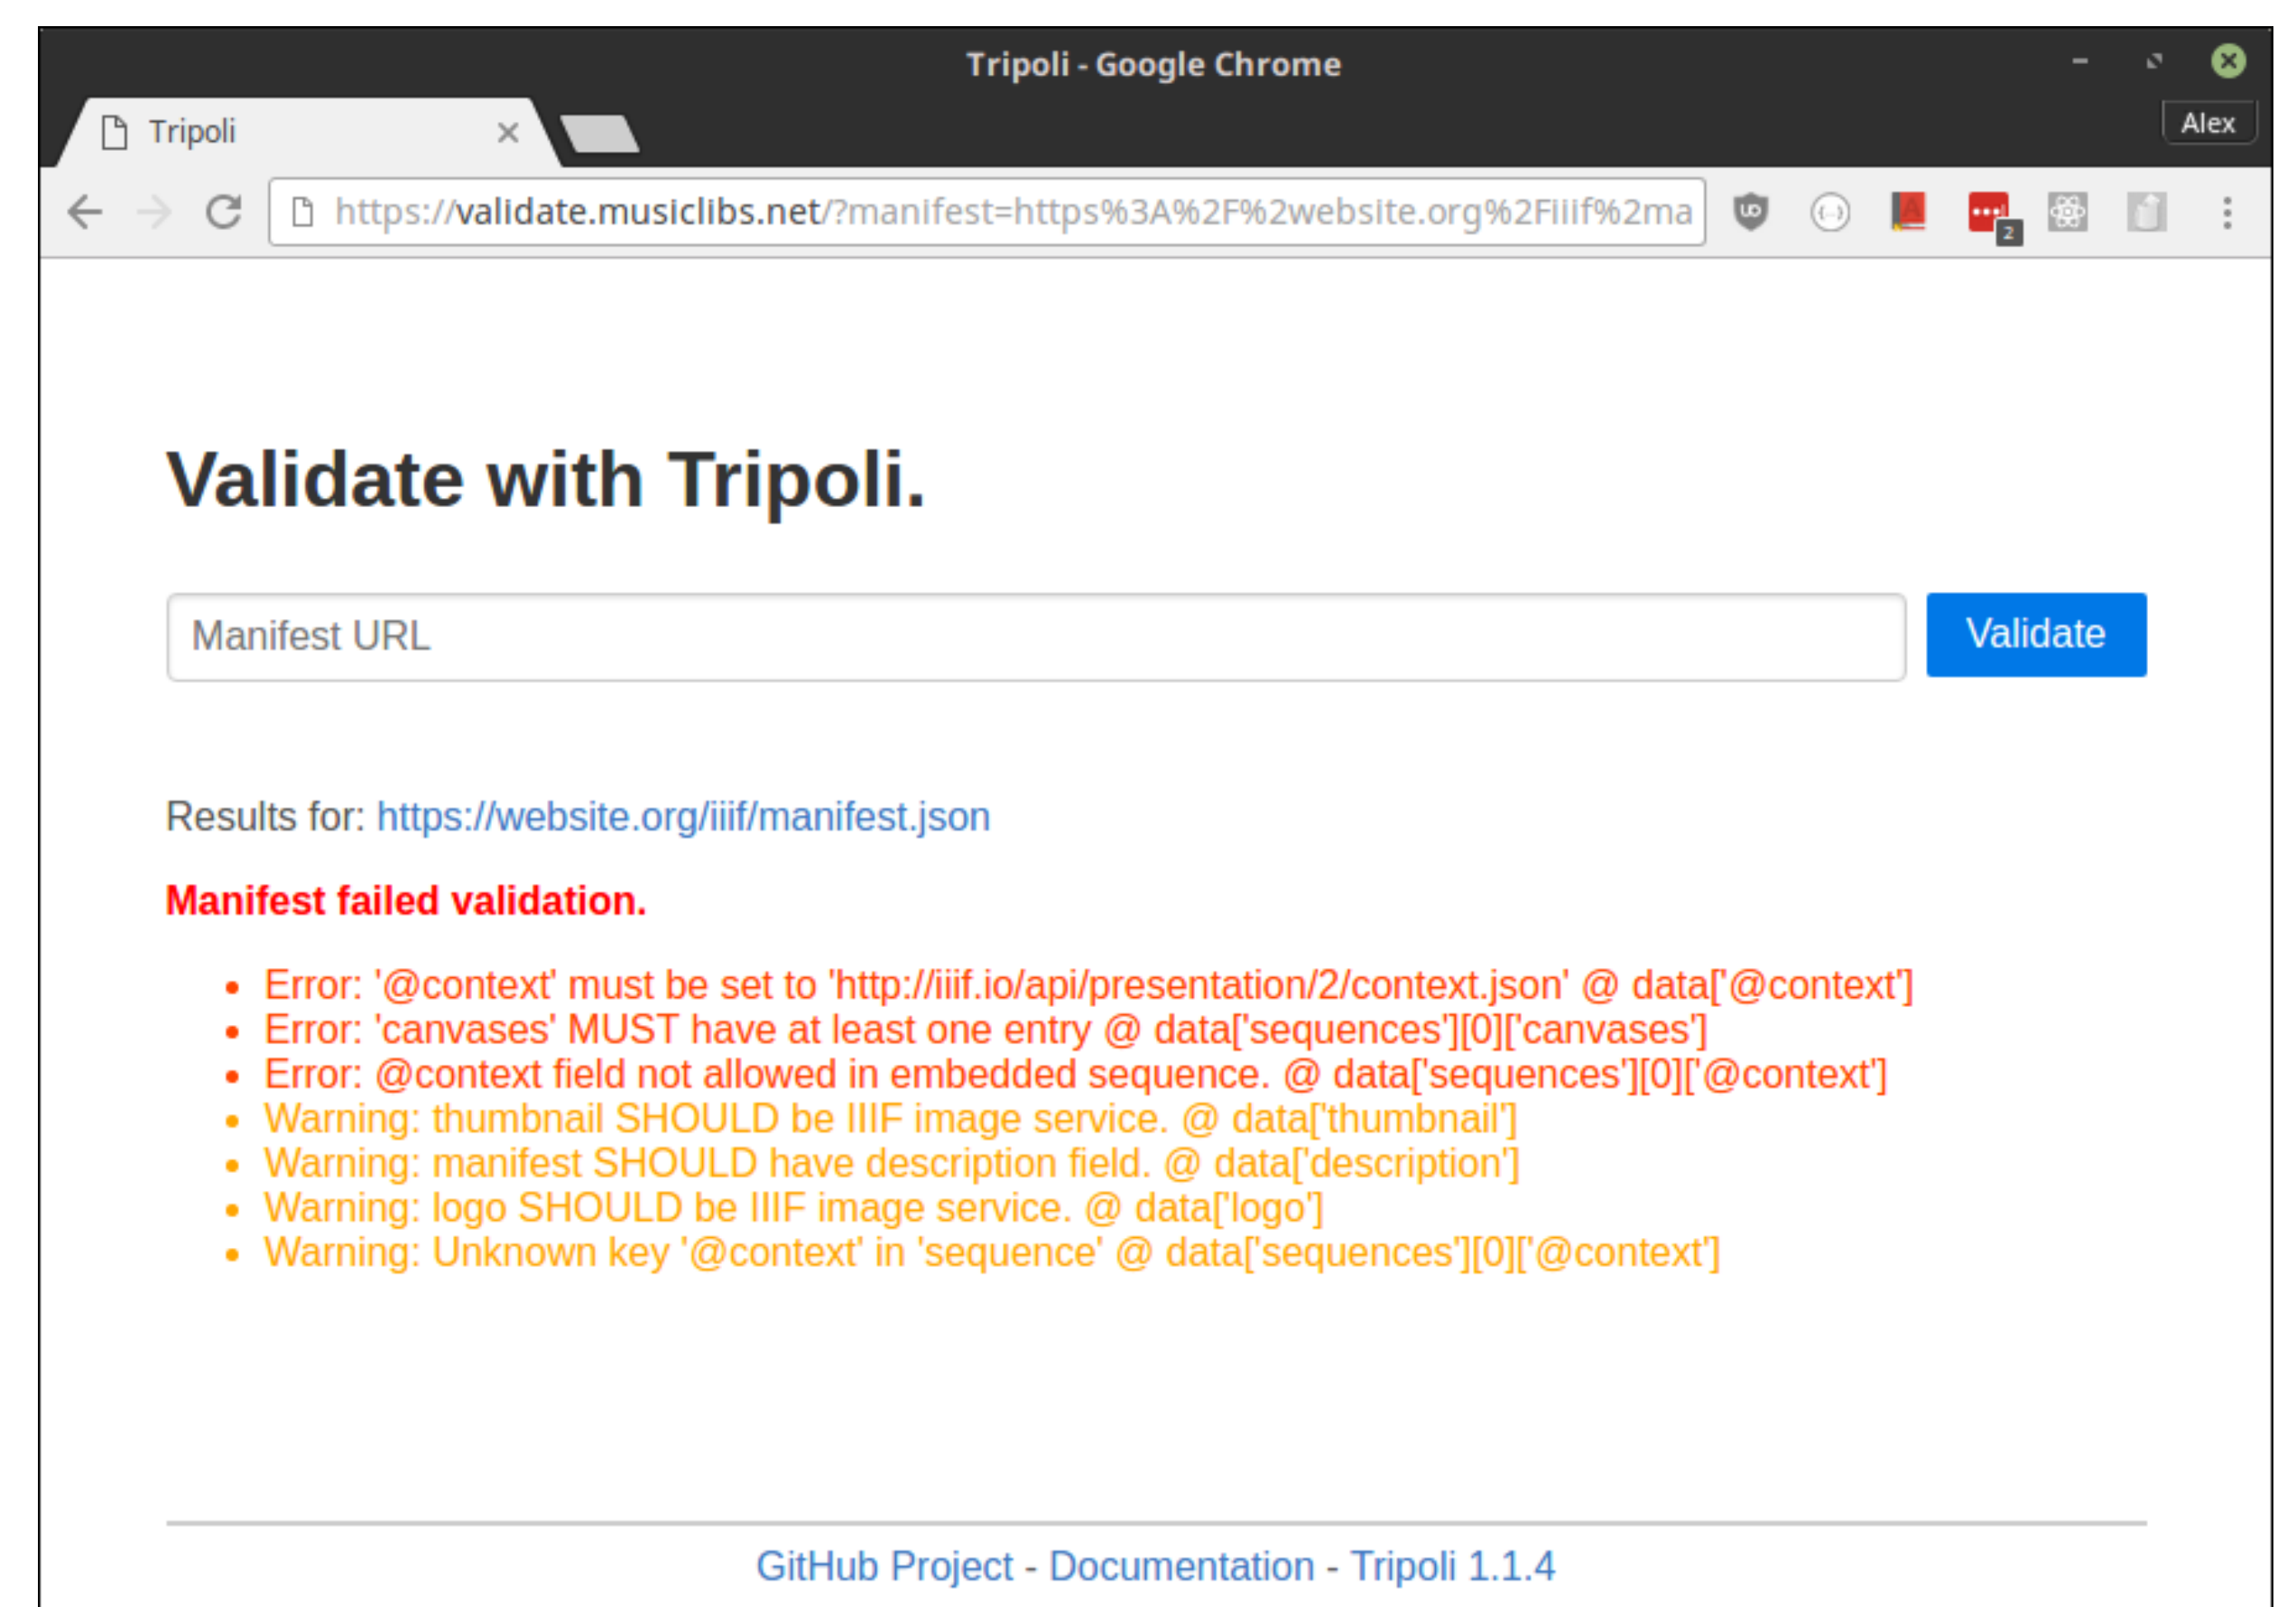 Tripoli - Google Chrome
Tripoli
Alex
https://validate.musiclibs.net/?manifest=https%3A%2F%2website.org%2Fiiif%2ma
2
Validate with Tripoli.
Manifest URL
Validate
Results for: https://website.org/iiif/manifest.json
Manifest failed validation.
• Error: '@context' must be set to 'http://iiif.io/api/presentation/2/context.json' @ data['@context']
• Error: 'canvases' MUST have at least one entry @ data['sequences'][0]['canvases']
• Error: @context field not allowed in embedded sequence. @ data['sequences'][0]['@context']
• Warning: thumbnail SHOULD be IIIF image service. @ data['thumbnail']
• Warning: manifest SHOULD have description field. @ data['description']
• Warning: logo SHOULD be IIIF image service. @ data['logo']
• Warning: Unknown key '@context' in 'sequence' @ data['sequences'][0]['@context']
GitHub Project - Documentation - Tripoli 1.1.4